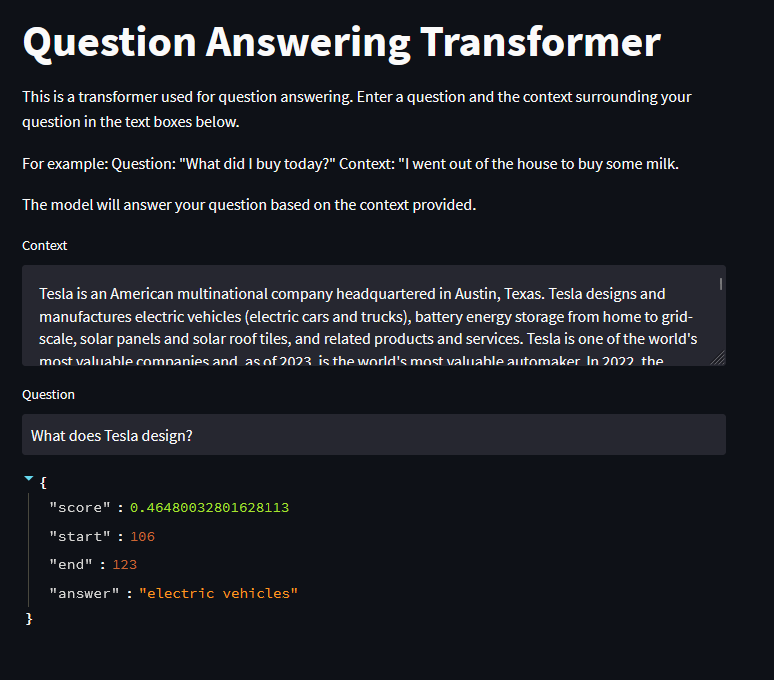 Question Answering Transformer
This is a transformer used for question answering. Enter a question and the context surrounding your
question in the text boxes below.
For example: Question: "What did I buy today?" Context: "I went out of the house to buy some milk.
The model will answer your question based on the context provided.
Context
Tesla is an American multinational company headquartered in Austin, Texas. Tesla designs and
manufactures electric vehicles (electric cars and trucks), battery energy storage from home to grid-
scale, solar panels and solar roof tiles, and related products and services. Tesla is one of the world's
most valuable companies and, as of 2023, is the world's most valuable automaker. In 2022, the
Question
What does Tesla design?
{
"score" : 0.46480032801628113
"start" : 106
"end" : 123
"answer" : "electric vehicles"
}